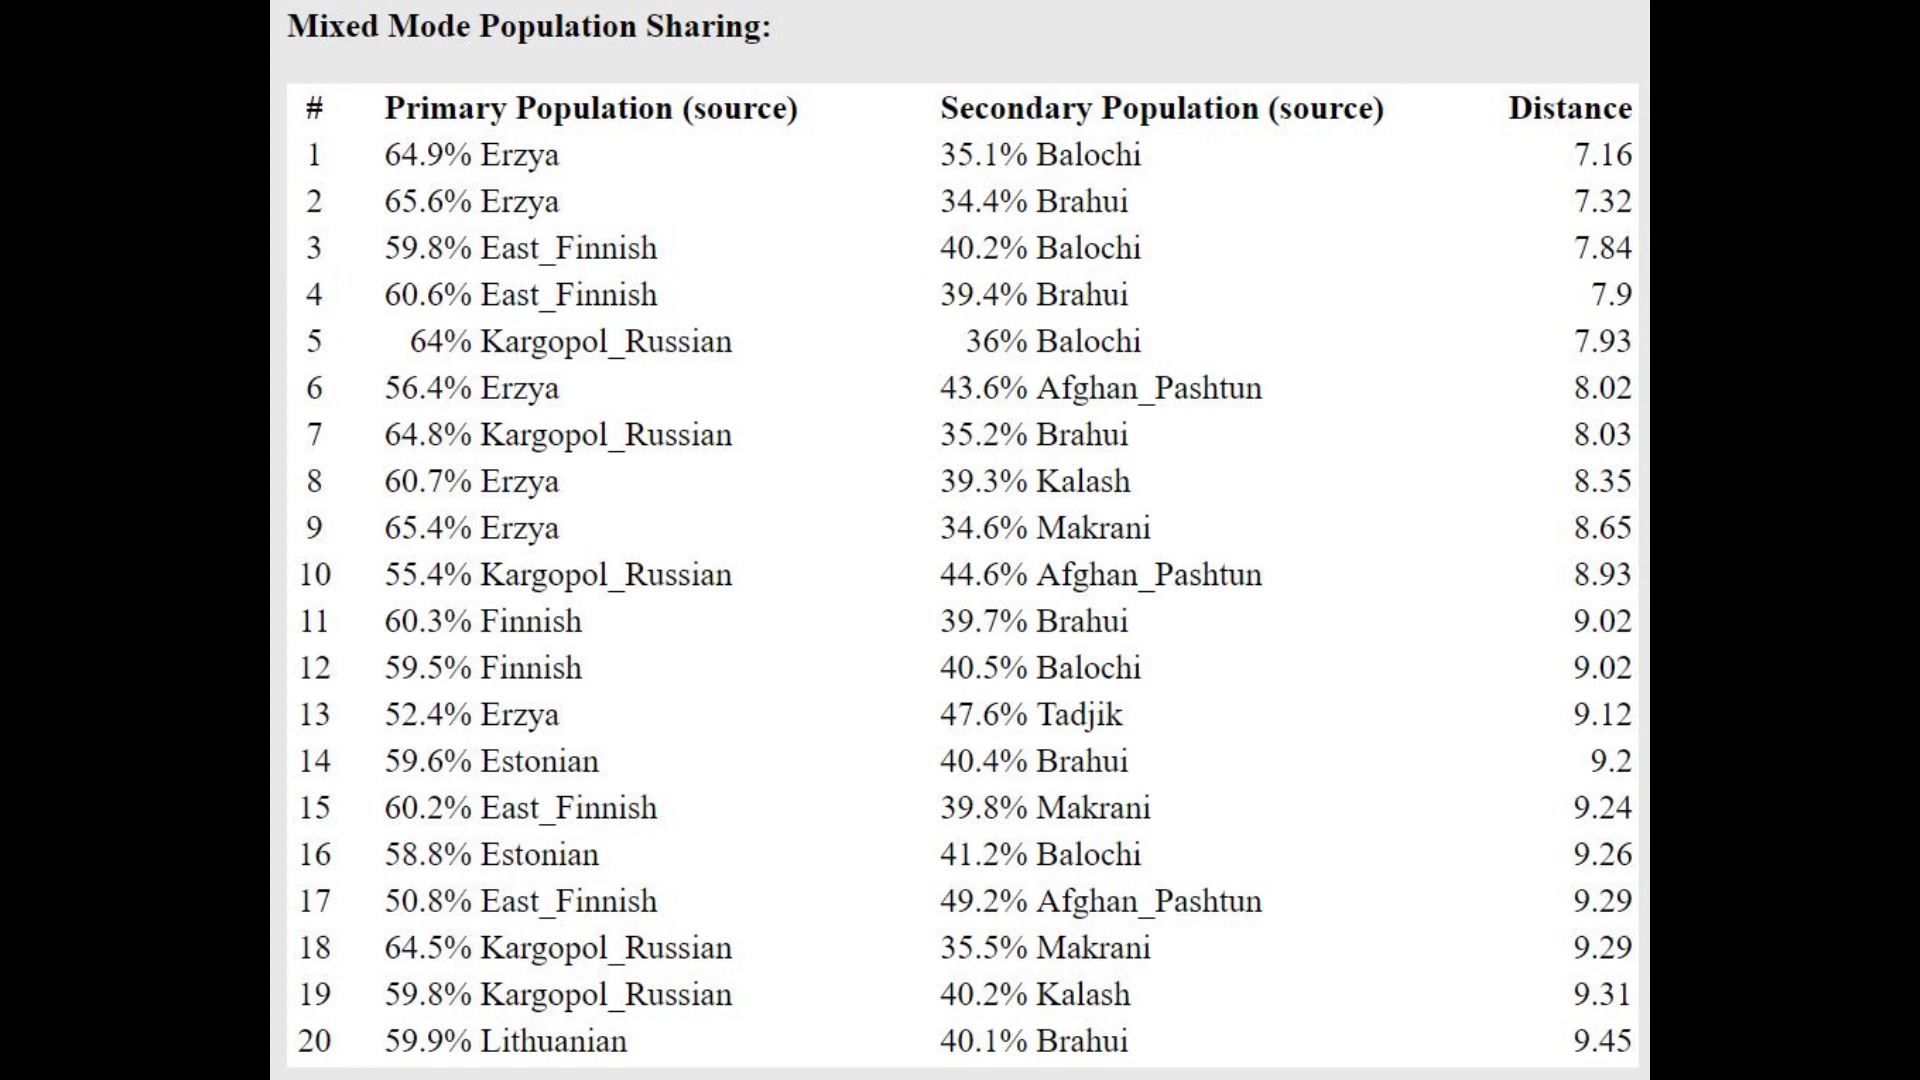 Mixed Mode Population Sharing:
# Primary Population (source) Secondary Population (source) Distance
1 64.9% Erzya 35.1% Balochi 7.16
2 65.6% Erzya 34.4% Brahui 7.32
3 59.8% East_Finnish 40.2% Balochi 7.84
4 60.6% East_Finnish 39.4% Brahui 7.9
5 64% Kargopol_Russian 36% Balochi 7.93
6 56.4% Erzya 43.6% Afghan_Pashtun 8.02
7 64.8% Kargopol_Russian 35.2% Brahui 8.03
8 60.7% Erzya 39.3% Kalash 8.35
9 65.4% Erzya 34.6% Makrani 8.65
10 55.4% Kargopol_Russian 44.6% Afghan_Pashtun 8.93
11 60.3% Finnish 39.7% Brahui 9.02
12 59.5% Finnish 40.5% Balochi 9.02
13 52.4% Erzya 47.6% Tadjik 9.12
14 59.6% Estonian 40.4% Brahui 9.2
15 60.2% East_Finnish 39.8% Makrani 9.24
16 58.8% Estonian 41.2% Balochi 9.26
17 50.8% East_Finnish 49.2% Afghan_Pashtun 9.29
18 64.5% Kargopol_Russian 35.5% Makrani 9.29
19 59.8% Kargopol_Russian 40.2% Kalash 9.31
20 59.9% Lithuanian 40.1% Brahui 9.45